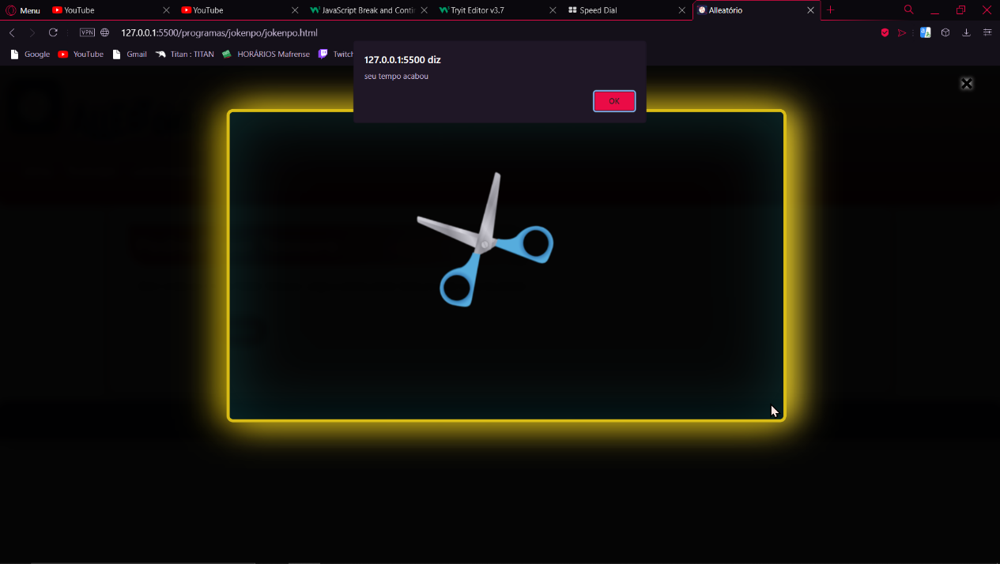 Menu
YouTube
YouTube
JavaScript Break and Contin
Tryit Editor v3.7
Speed Dial
Alleatório
VPN
127.0.0.1:5500/programas/jokenpo/jokenpo.html
Google
YouTube
Gmail
Titan : TITAN
HORÁRIOS Mafrense
Twitch
127.0.0.1:5500 diz
seu tempo acabou
OK